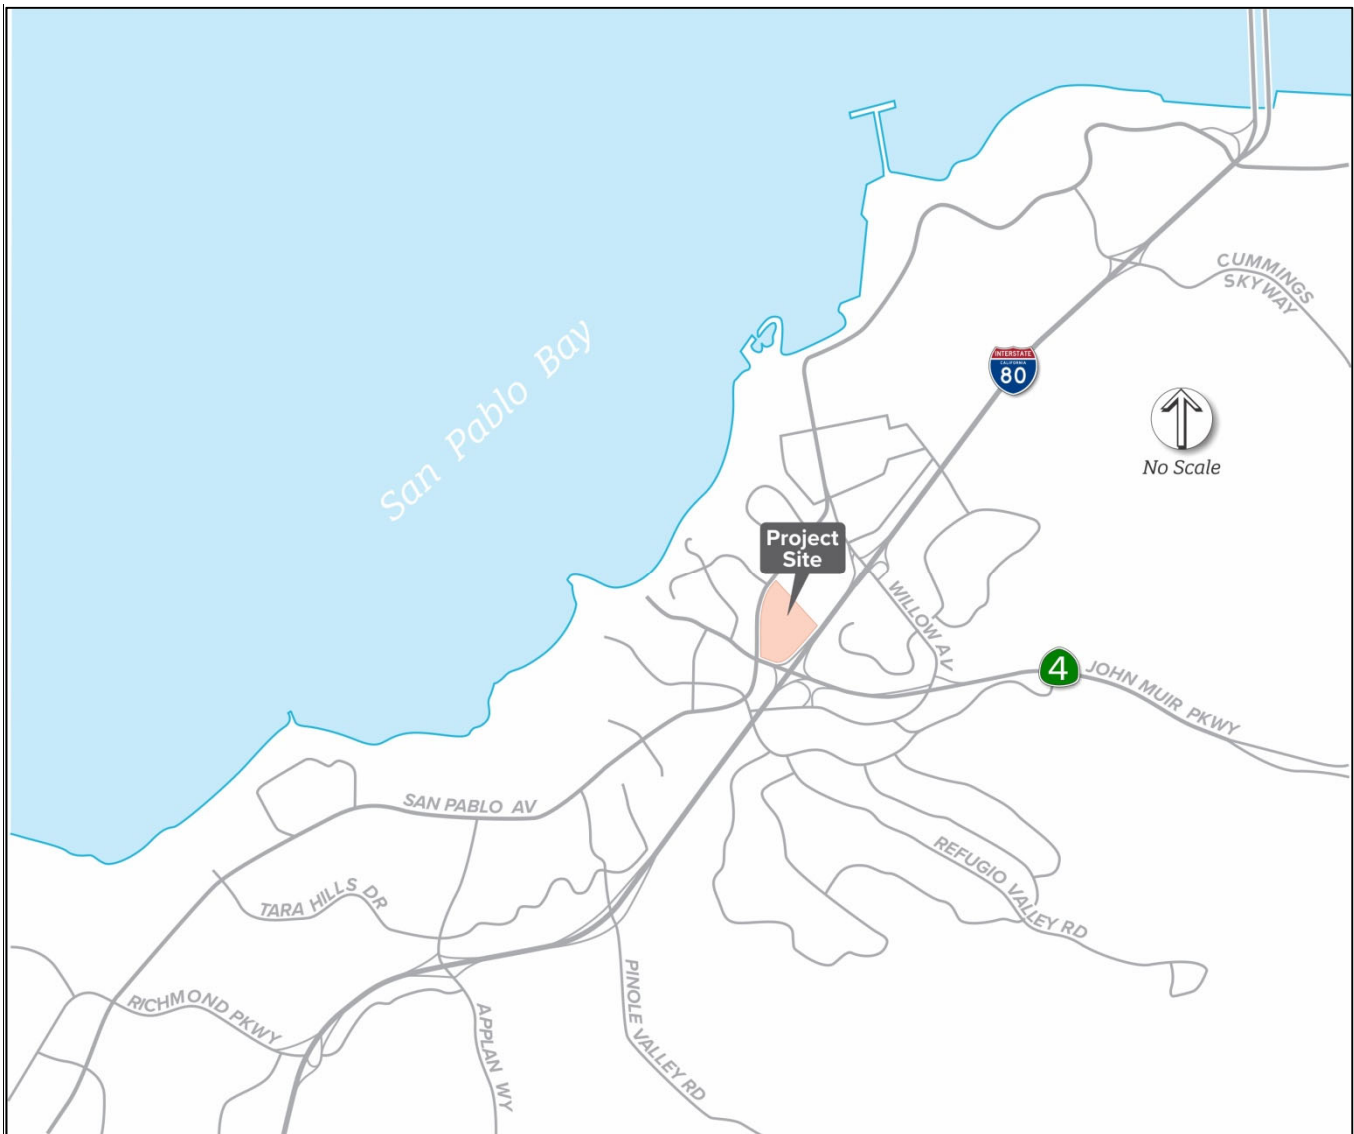 CUMMINGS
SKYWAY
San Pablo Bay
INTERSTATE
CALIFORNIA
80
No Scale
Project
Site
WILLOW AV
4
JOHN MUIR PKWY
SAN PABLO AV
REFUGIO VALLEY RD
TARA HILLS DR
RICHMOND PKWY
PINOLE VALLEY RD
APPLAN WY